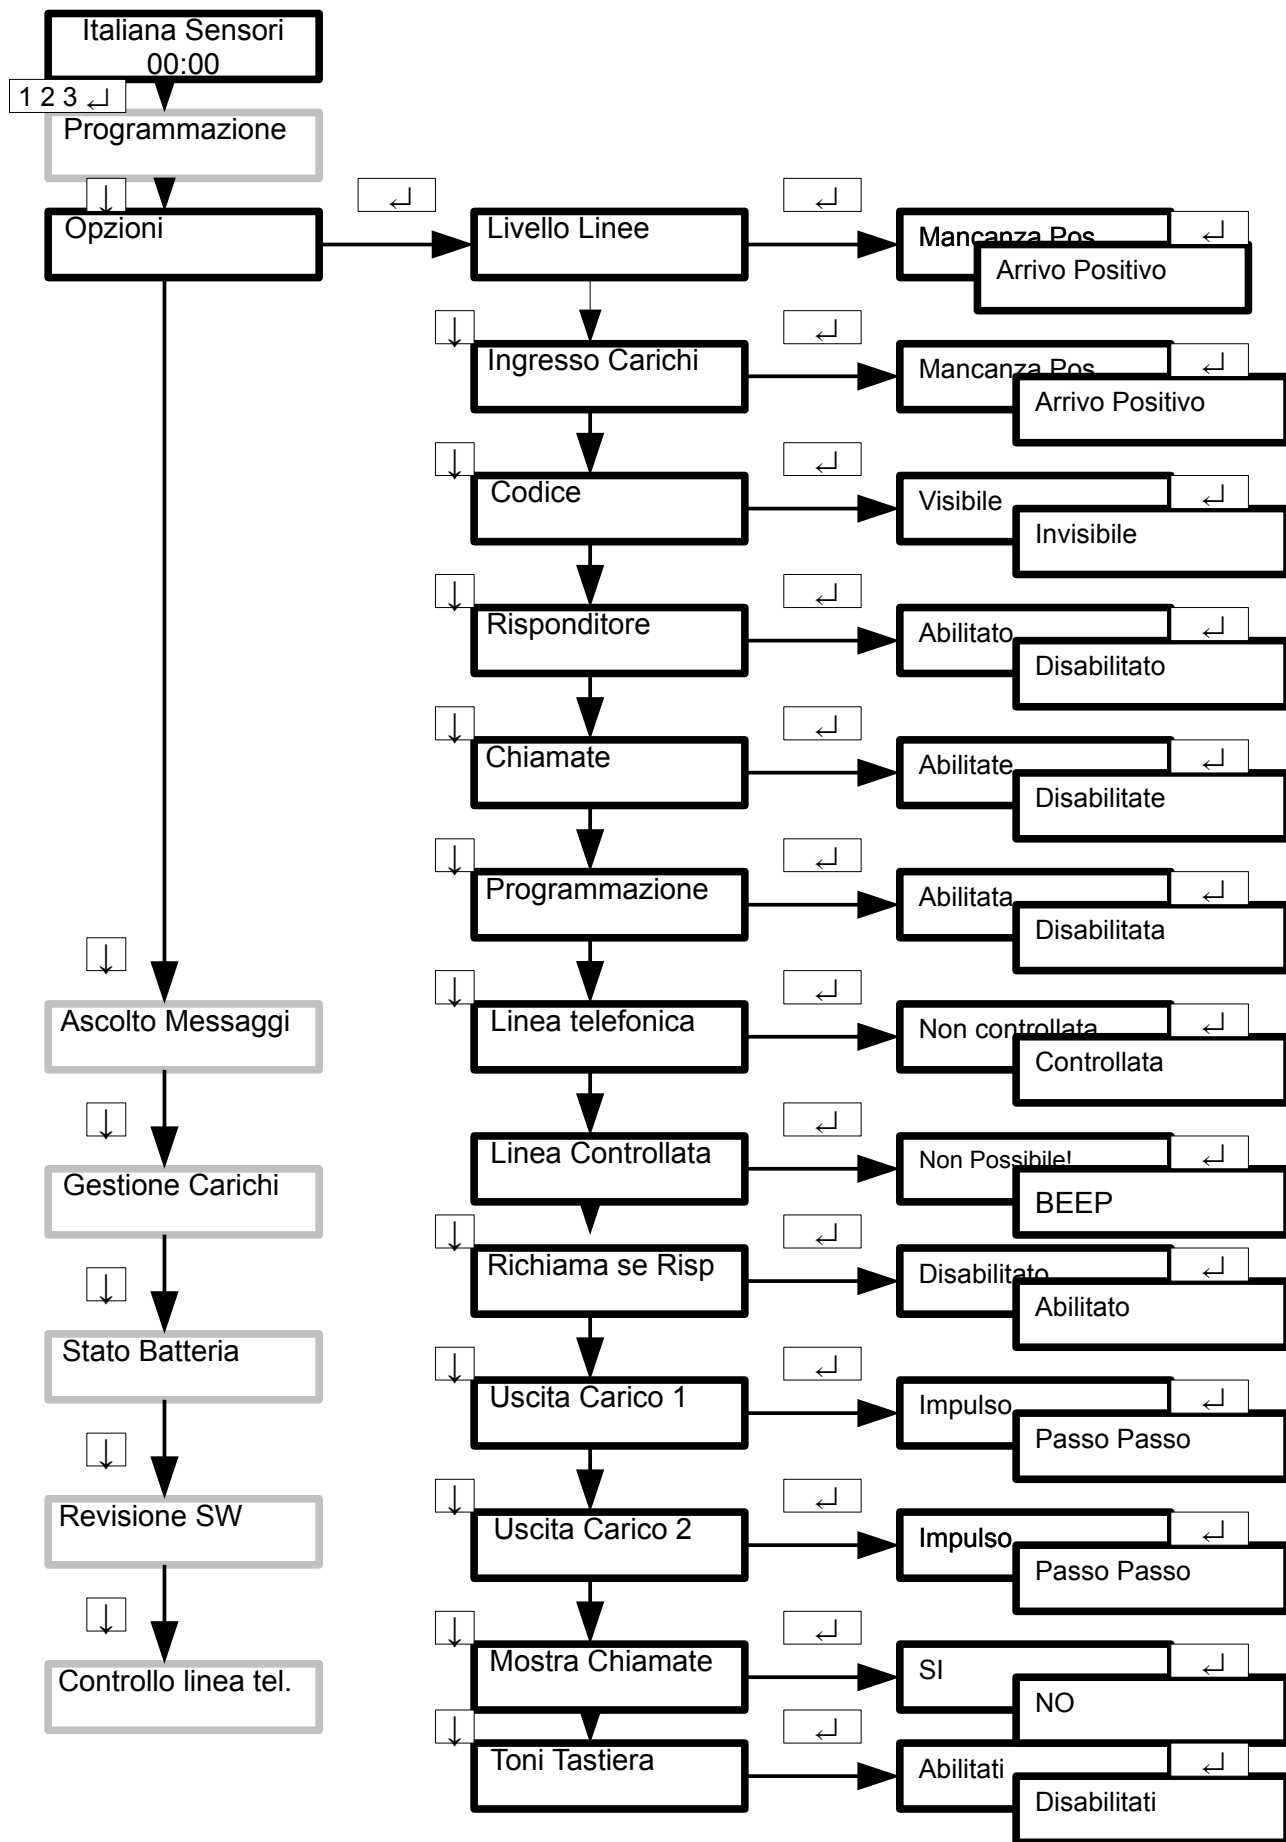 Italiana Sensori
00:00
1 2 3 ↵
Programmazione
↓
Opzioni
↵
Livello Linee
↵
Mancanza Pos
↵
Arrivo Positivo
↓
Ingresso Carichi
↵
Mancanza Pos
↵
Arrivo Positivo
↓
Codice
↵
Visibile
↵
Invisibile
↓
Risponditore
↵
Abilitato
↵
Disabilitato
↓
Chiamate
↵
Abilitate
↵
Disabilitate
↓
Programmazione
↵
Abilitata
↵
Disabilitata
↓
Ascolto Messaggi
↓
Linea telefonica
↵
Non controllata
↵
Controllata
↓
Gestione Carichi
Linea Controllata
↵
Non Possibile!
↵
BEEP
↓
Stato Batteria
↓
Richiama se Risp
↵
Disabilitato
↵
Abilitato
↓
Uscita Carico 1
↵
Impulso
↵
Passo Passo
↓
Revisione SW
↓
Uscita Carico 2
↵
Impulso
↵
Passo Passo
↓
Controllo linea tel.
↓
Mostra Chiamate
↵
SI
↵
NO
↓
Toni Tastiera
↵
Abilitati
↵
Disabilitati